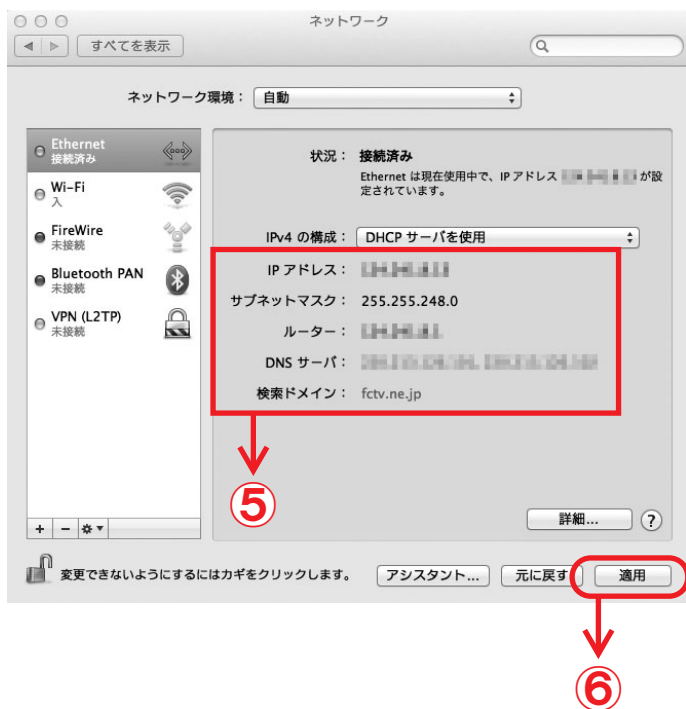 ネットワーク
すべてを表示
ネットワーク環境： 自動
Ethernet
接続済み
Wi-Fi
入
FireWire
未接続
Bluetooth PAN
未接続
VPN (L2TP)
未接続
状況： 接続済み
Ethernet は現在使用中で、IP アドレス が設
定されています。
IPv4 の構成： DHCP サーバを使用
IP アドレス：
サブネットマスク： 255.255.248.0
ルーター：
DNS サーバ：
検索ドメイン： fctv.ne.jp
⑤
詳細... ?
+ −
変更できないようにするにはカギをクリックします。 アシスタント... 元に戻す 適用
⑥